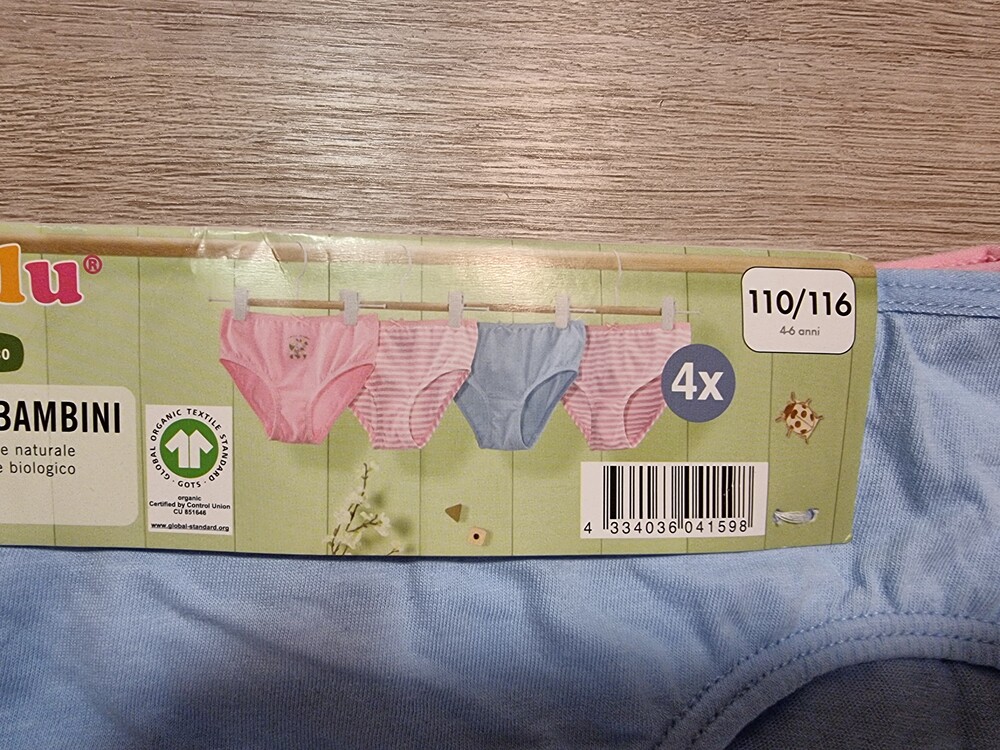 lu®
BAMBINI
e naturale
e biologico
GLOBAL ORGANIC TEXTILE STANDARD · GOTS ·
organic
Certified by Control Union
CU 851646
www.global-standard.org
4x
110/116
4-6 anni
4 334036 041598